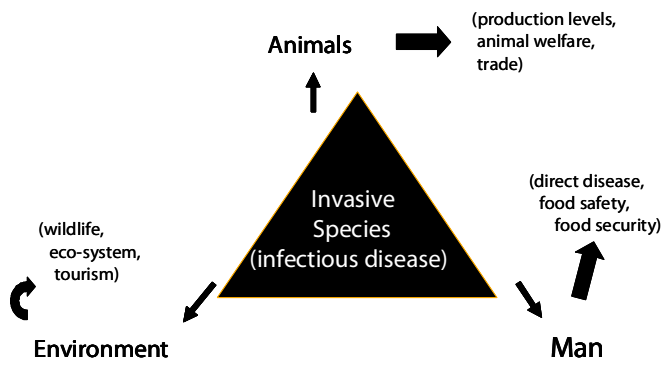 Animals
(production levels,
animal welfare,
trade)
Invasive
Species
(infectious disease)
(direct disease,
food safety,
food security)
(wildlife,
eco-system,
tourism)
Environment
Man